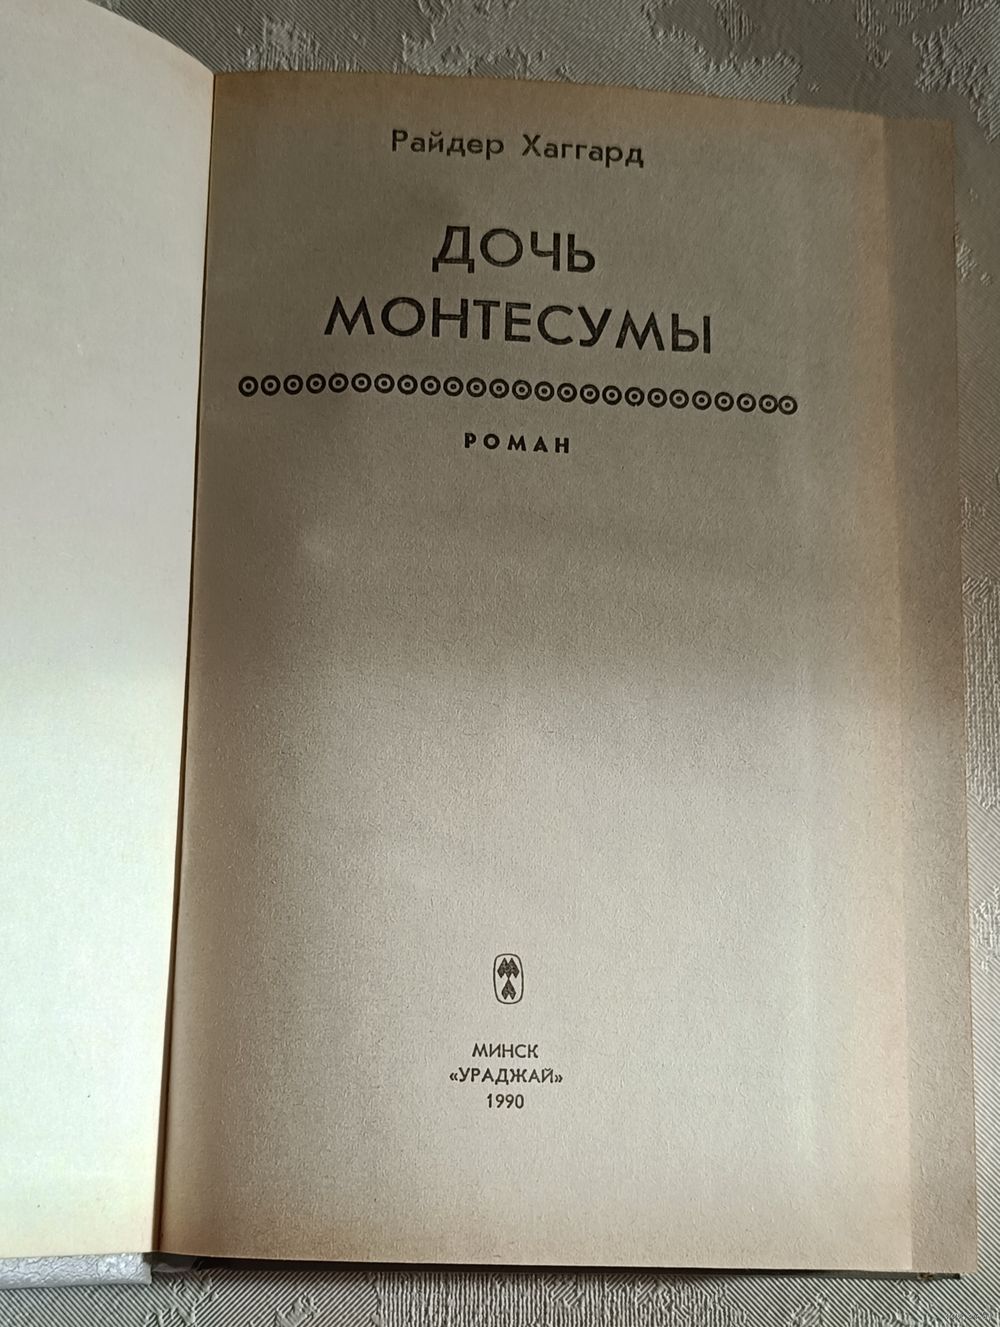 Райдер Хаггард
ДОЧЬ
МОНТЕСУМЫ
РОМАН
МИНСК
«УРАДЖАЙ»
1990